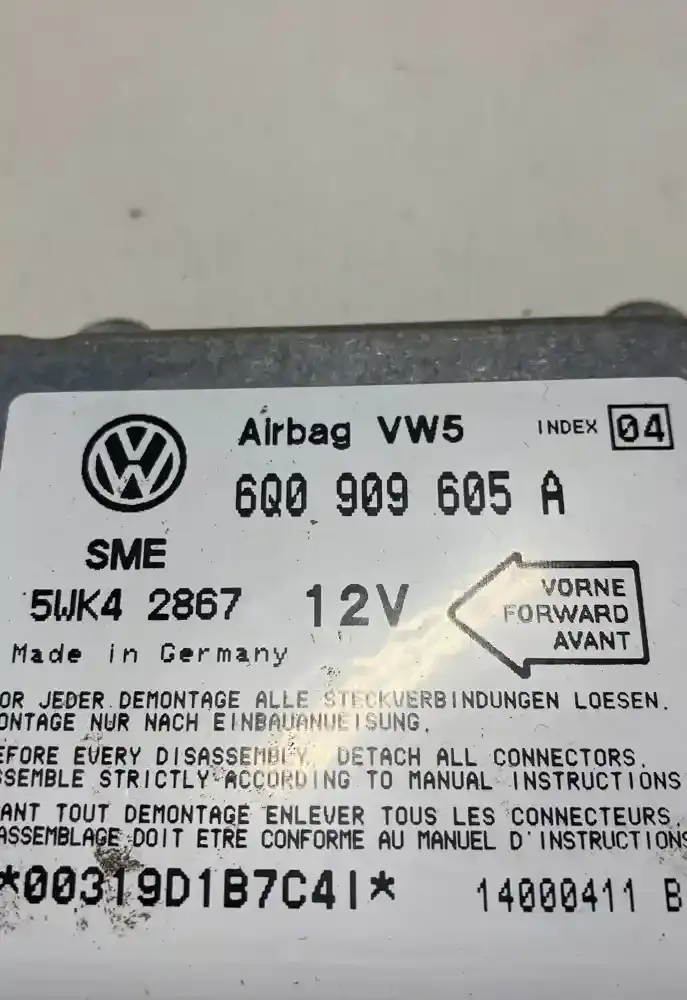 Airbag VW5 INDEX 04
6Q0 909 605 A
SME
5WK4 2867 12V
VORNE
FORWARD
AVANT
Made in Germany
OR JEDER DEMONTAGE ALLE STECKVERBINDUNGEN LOESEN.
ONTAGE NUR NACH EINBAUANWEISUNG.
EFORE EVERY DISASSEMBLY DETACH ALL CONNECTORS.
SSEMBLE STRICTLY ACCORDING TO MANUAL INSTRUCTIONS
ANT TOUT DEMONTAGE ENLEVER TOUS LES CONNECTEURS.
ASSEMBLAGE DOIT ETRE CONFORME AU MANUEL D'INSTRUCTIONS
*00319D1B7C4I* 14000411 B